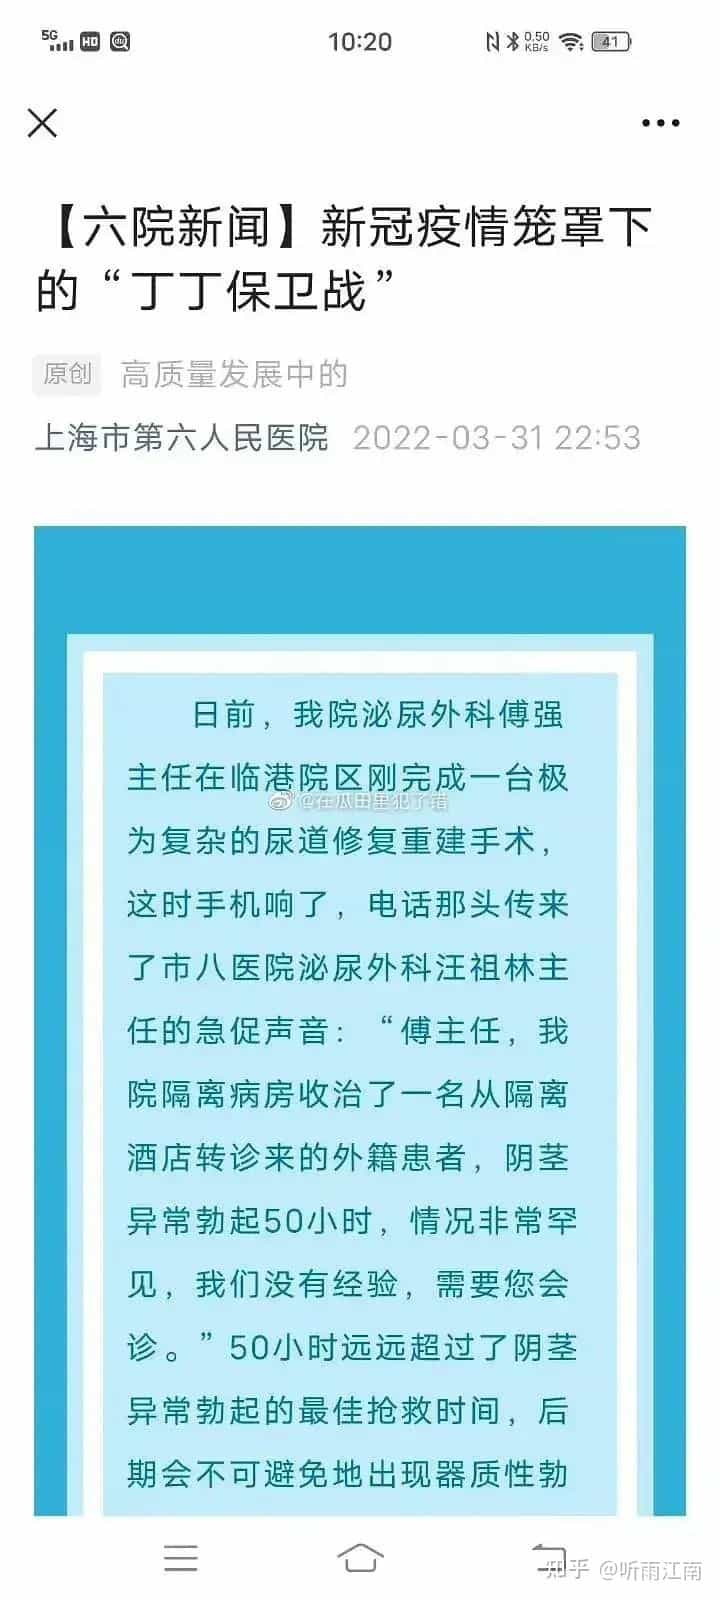 5G HD 10:20 0.50 KB/s 41
【六院新闻】新冠疫情笼罩下
的“丁丁保卫战”
原创 高质量发展中的
上海市第六人民医院 2022-03-31 22:53
日前，我院泌尿外科傅强
主任在临港院区刚完成一台极
@在瓜田里犯了错
为复杂的尿道修复重建手术，
这时手机响了，电话那头传来
了市八医院泌尿外科汪祖林主
任的急促声音：“傅主任，我
院隔离病房收治了一名从隔离
酒店转诊来的外籍患者，阴茎
异常勃起50小时，情况非常罕
见，我们没有经验，需要您会
诊。”50小时远远超过了阴茎
异常勃起的最佳抢救时间，后
期会不可避免地出现器质性勃
知乎 @听雨江南